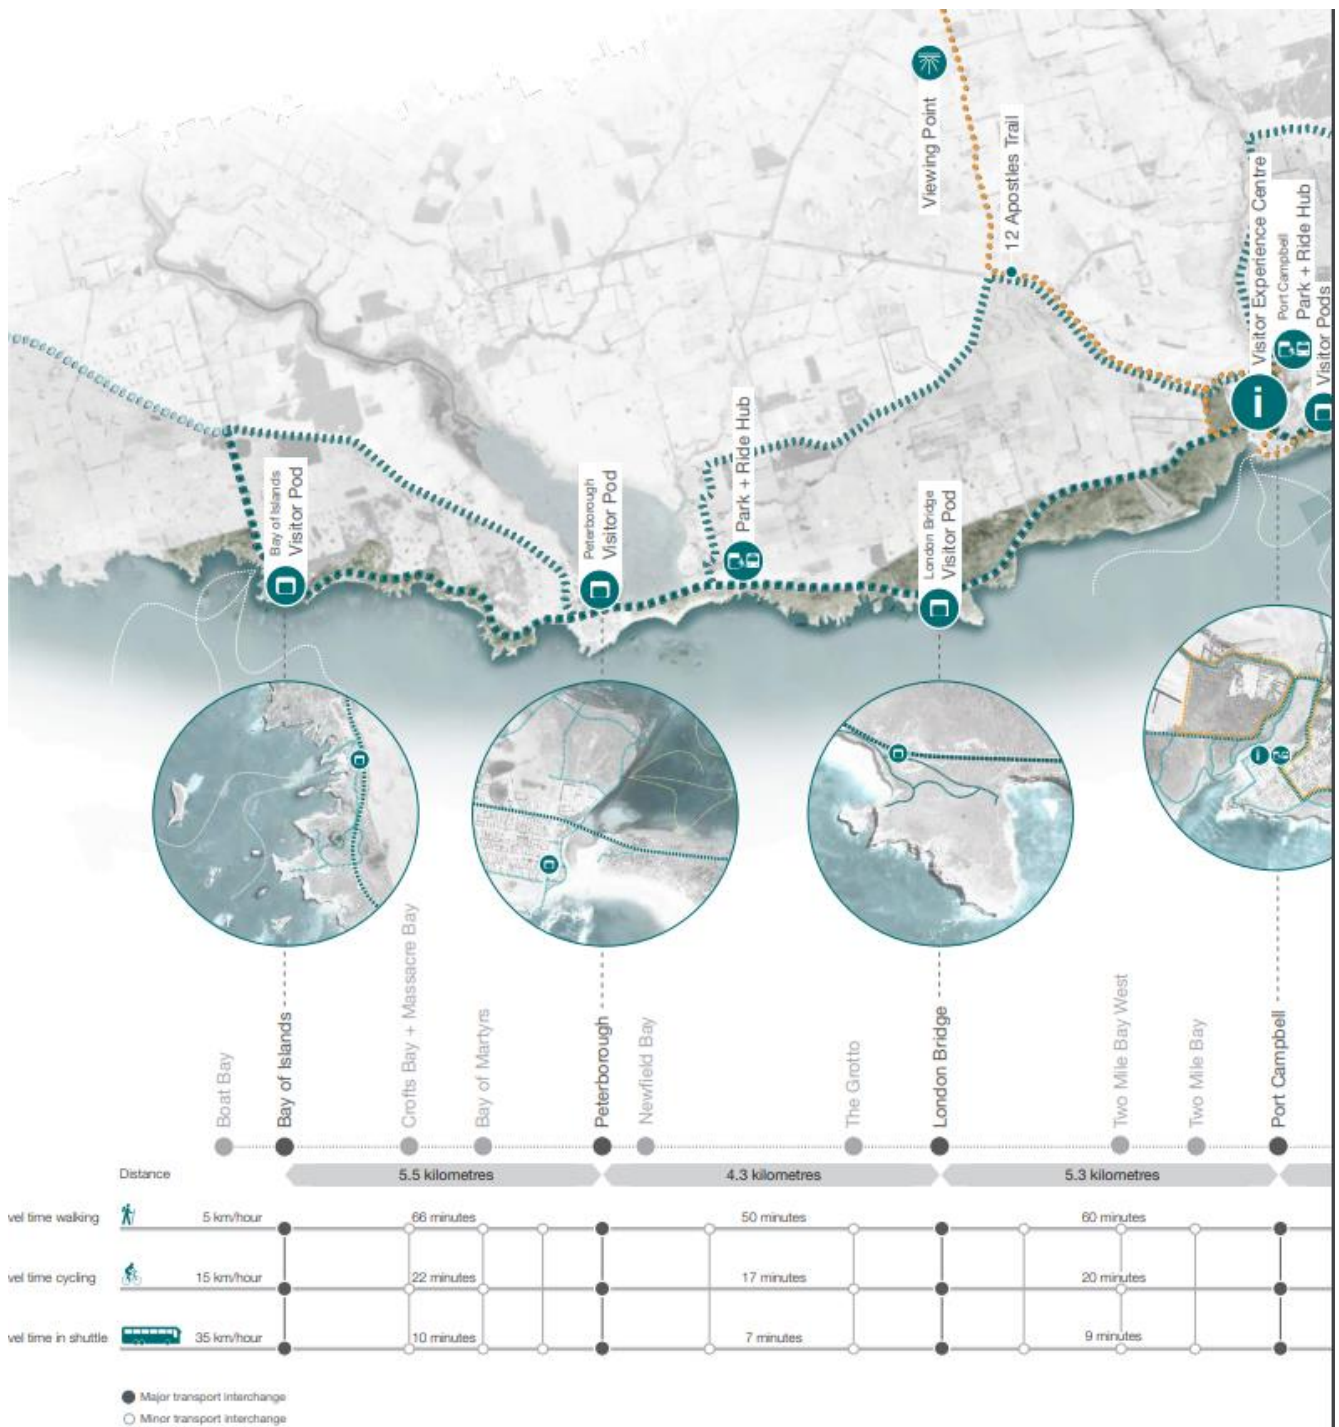 Viewing Point
12 Apostles Trail
Visitor Experience Centre
Port Campbell
Park + Ride Hub
Visitor Pods
Bay of Islands
Visitor Pod
Peterborough
Visitor Pod
Park + Ride Hub
London Bridge
Visitor Pod
Boat Bay
Bay of Islands
Crofts Bay + Massacre Bay
Bay of Martyrs
Peterborough
Newfield Bay
The Grotto
London Bridge
Two Mile Bay West
Two Mile Bay
Port Campbell
Distance 5.5 kilometres 4.3 kilometres 5.3 kilometres
vel time walking 5 km/hour 66 minutes 50 minutes 60 minutes
vel time cycling 15 km/hour 22 minutes 17 minutes 20 minutes
vel time in shuttle 35 km/hour 10 minutes 7 minutes 9 minutes
Major transport interchange
Minor transport interchange